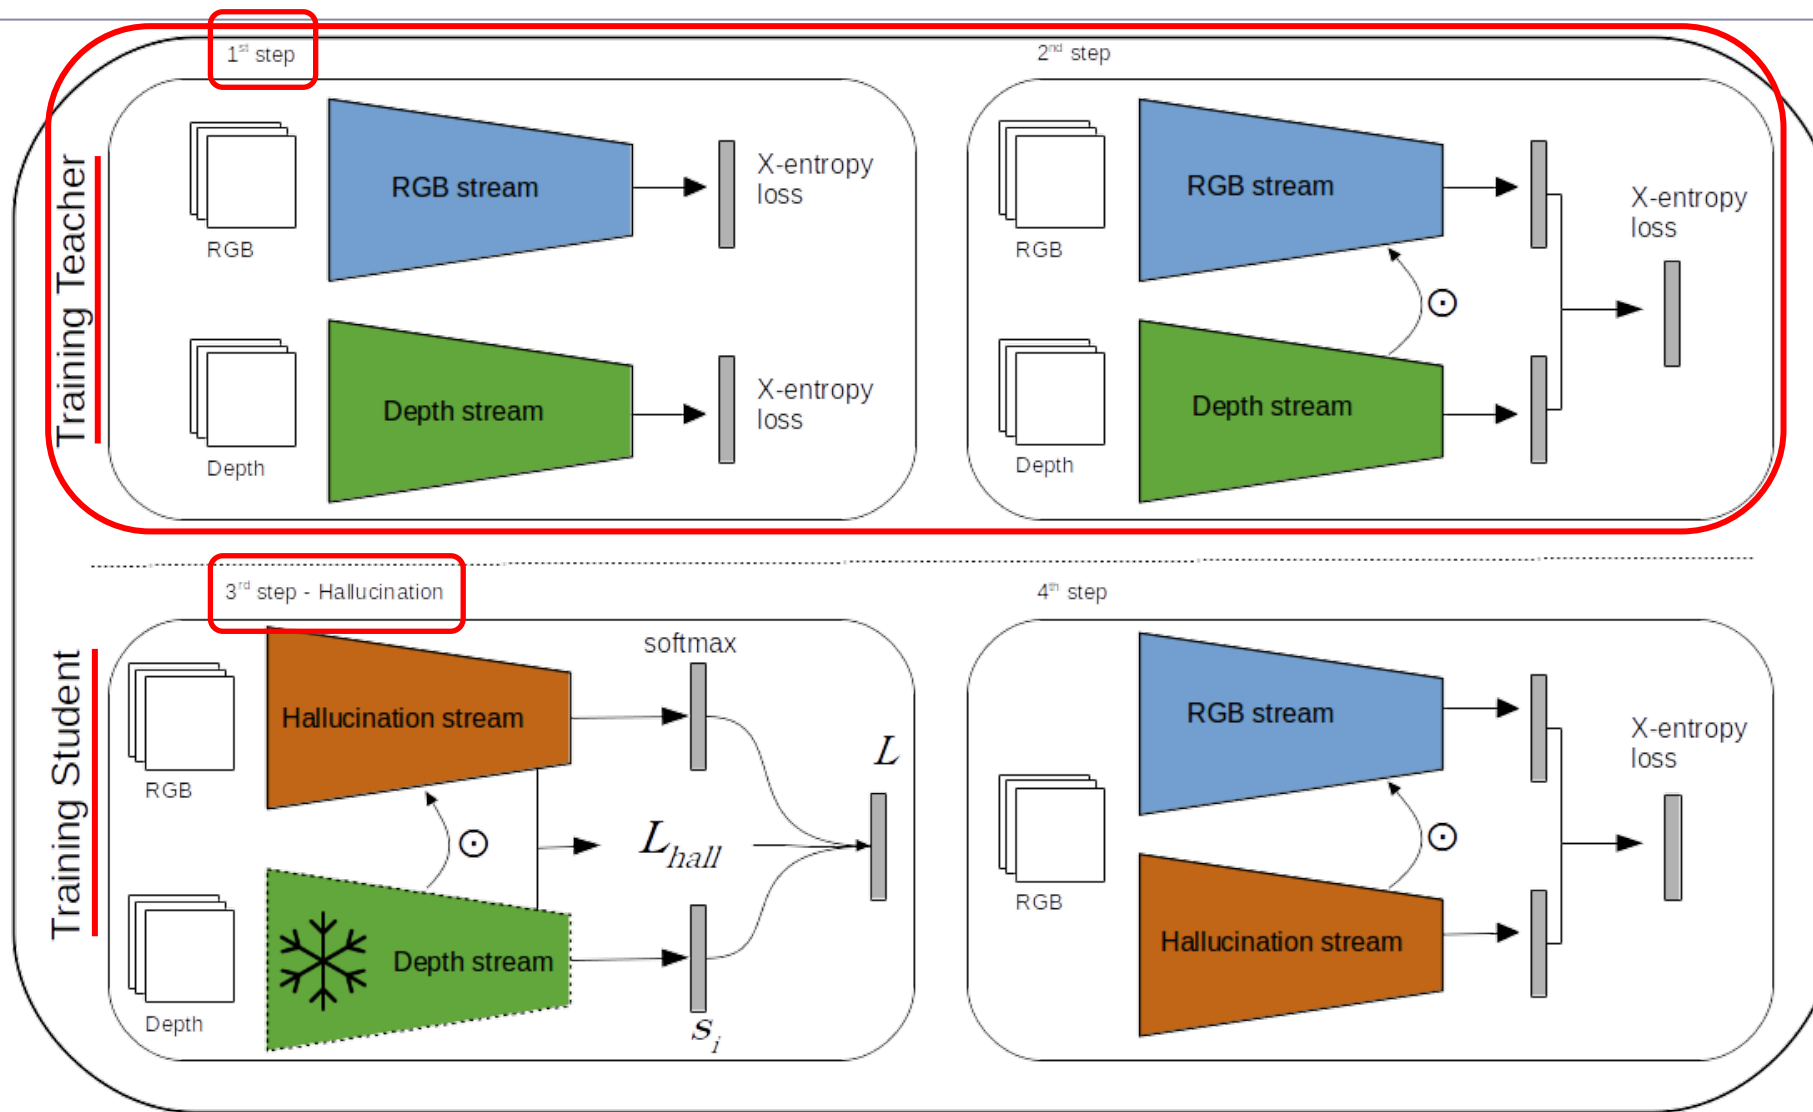 Training Teacher
1st step
RGB
RGB stream
X-entropy
loss
Depth
Depth stream
X-entropy
loss
2nd step
RGB
RGB stream
⊙
Depth
Depth stream
X-entropy
loss
Training Student
3rd step - Hallucination
RGB
Hallucination stream
softmax
⊙
L_hall
L
Depth
Depth stream
s_i
4th step
RGB
RGB stream
⊙
Hallucination stream
X-entropy
loss